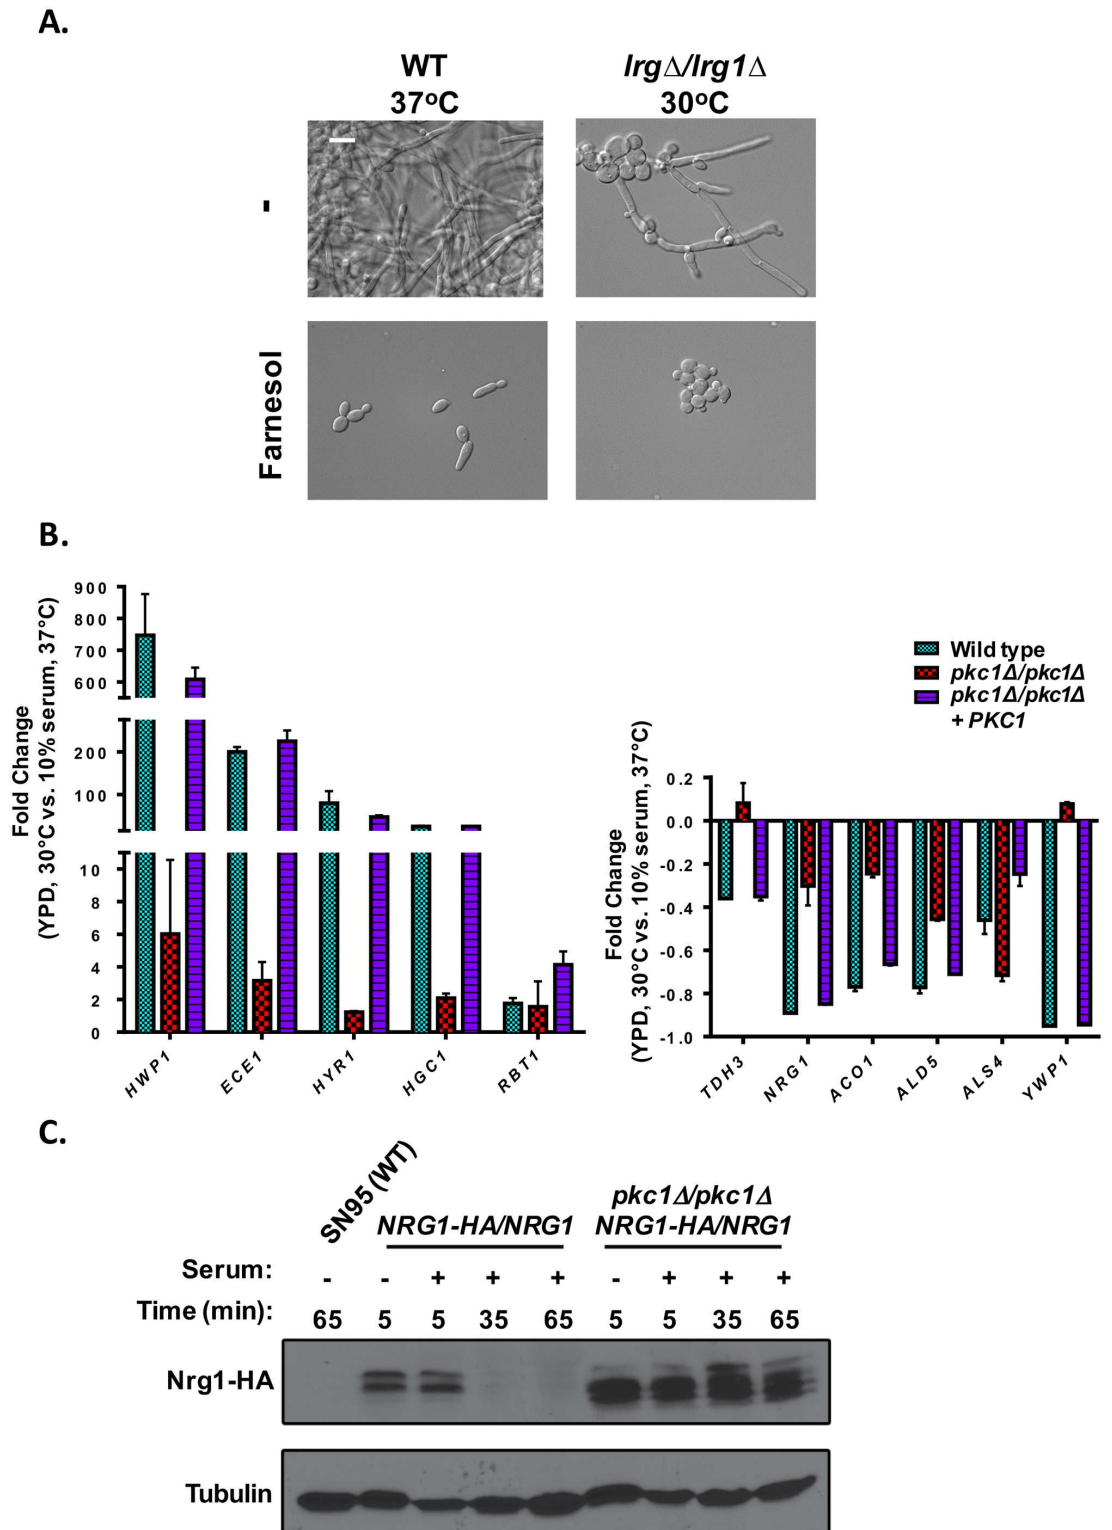 A.
WT
37°C
lrgΔ/lrg1Δ
30°C
-
Farnesol
B.
Fold Change
(YPD, 30°C vs. 10% serum, 37°C)
900
800
700
600
200
100
10
8
6
4
2
0
HWP1
ECE1
HYR1
HGC1
RBT1
Wild type
pkc1Δ/pkc1Δ
pkc1Δ/pkc1Δ
+ PKC1
Fold Change
(YPD, 30°C vs. 10% serum, 37°C)
0.2
0.0
-0.2
-0.4
-0.6
-0.8
-1.0
TDH3
NRG1
ACO1
ALD5
ALS4
YWP1
C.
SN95 (WT)
NRG1-HA/NRG1
pkc1Δ/pkc1Δ
NRG1-HA/NRG1
Serum: - - + + + - + + +
Time (min): 65 5 5 35 65 5 5 35 65
Nrg1-HA
Tubulin